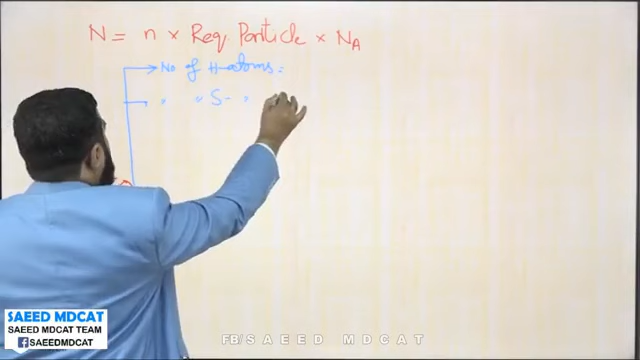 N = n × Req. Particle × NA
→ No of H-atoms =
" " S- "
SAEED MDCAT
SAEED MDCAT TEAM
SAEEDMDCAT
FB/SAEED MDCAT